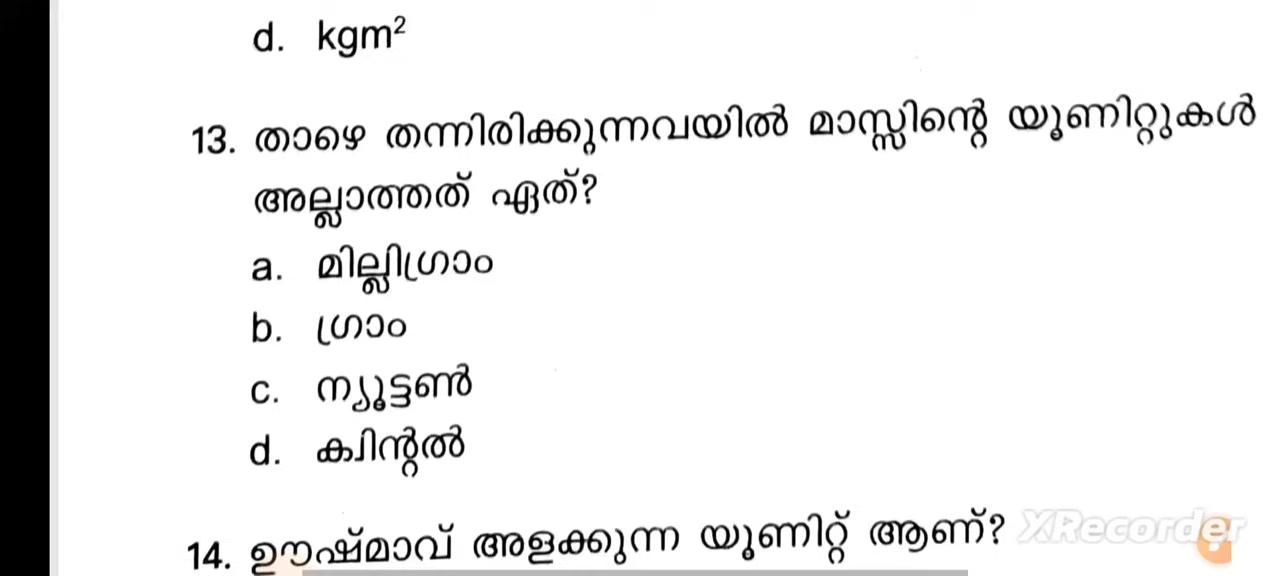 d. kgm²
13. താഴെ തന്നിരിക്കുന്നവയിൽ മാസ്സിന്റെ യൂണിറ്റുകൾ
അല്ലാത്തത് ഏത്?
a. മില്ലിഗ്രാം
b. ഗ്രാം
c. ന്യൂട്ടൺ
d. ക്വിന്റൽ
14. ഊഷ്മാവ് അളക്കുന്ന യൂണിറ്റ് ആണ്?
XRecorder